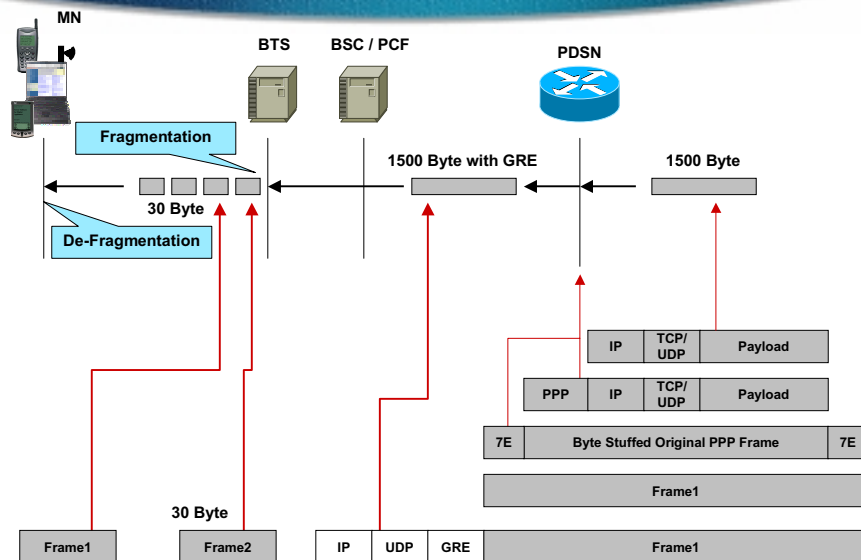 MN
BTS
BSC / PCF
PDSN
Fragmentation
1500 Byte with GRE
1500 Byte
30 Byte
De-Fragmentation
IP
TCP/
UDP
Payload
PPP
IP
TCP/
UDP
Payload
7E
Byte Stuffed Original PPP Frame
7E
Frame1
30 Byte
Frame1
Frame2
IP
UDP
GRE
Frame1